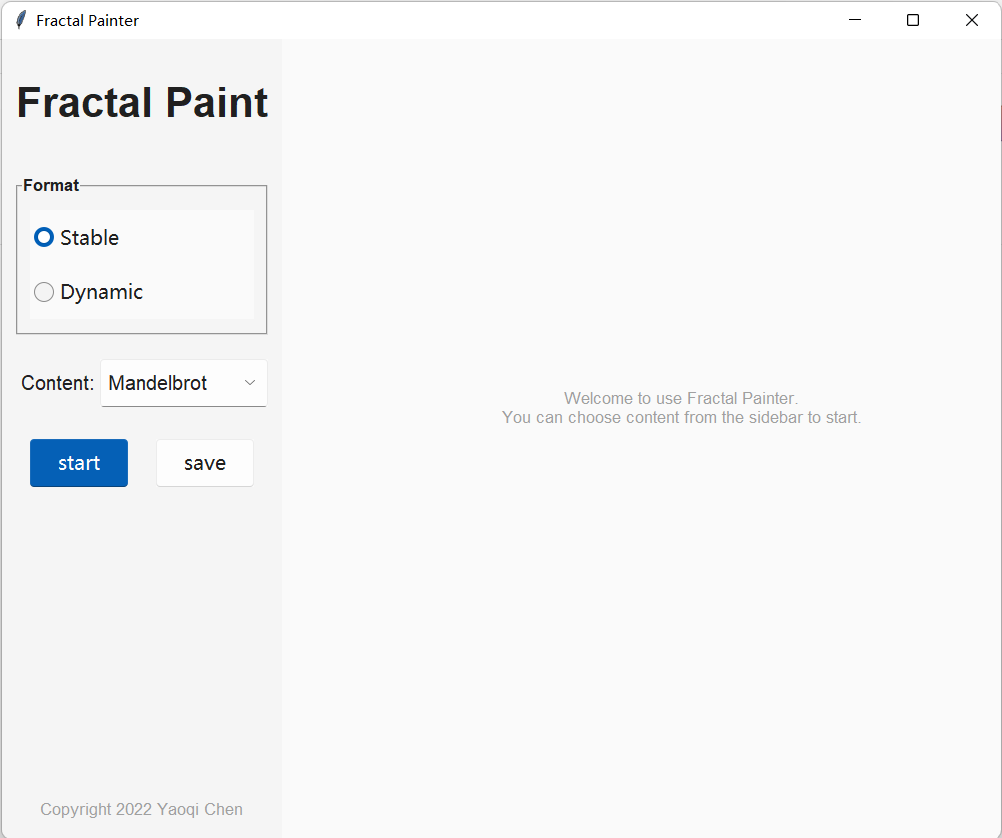 Fractal Painter
Fractal Paint
Format
Stable
Dynamic
Content: Mandelbrot
start save
Copyright 2022 Yaoqi Chen
Welcome to use Fractal Painter.
You can choose content from the sidebar to start.